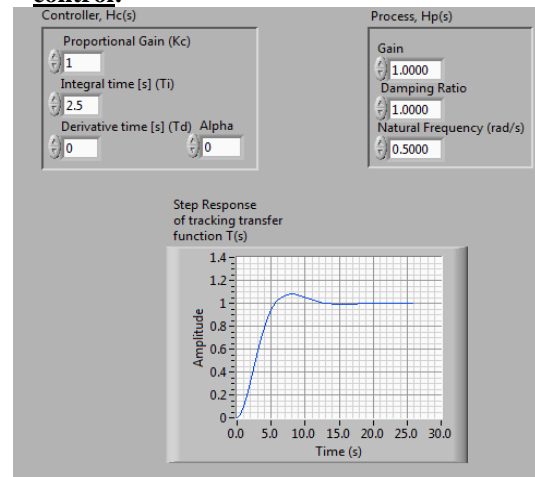 control.
Controller, Hc(s)
Proportional Gain (Kc)
1
Integral time [s] (Ti)
2.5
Derivative time [s] (Td) Alpha
0 0
Process, Hp(s)
Gain
1.0000
Damping Ratio
1.0000
Natural Frequency (rad/s)
0.5000
Step Response
of tracking transfer
function T(s)
1.4
1.2
1
0.8
0.6
0.4
0.2
0
Amplitude
0.0 5.0 10.0 15.0 20.0 25.0 30.0
Time (s)